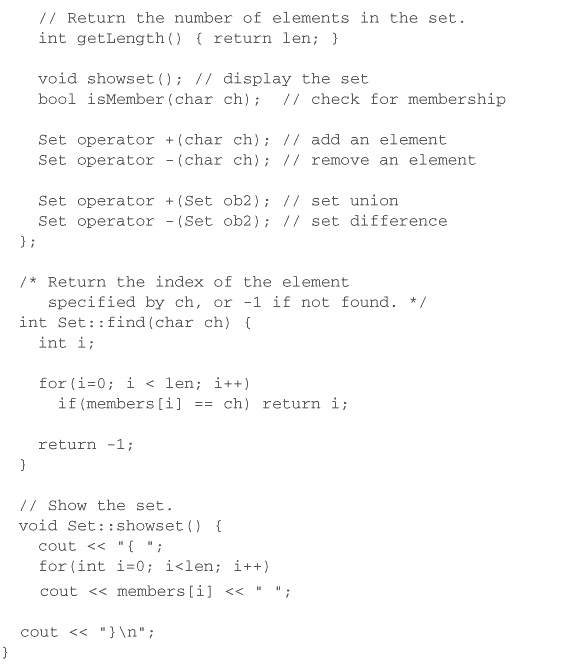 // Return the number of elements in the set.
int getLength() { return len; }
void showset(); // display the set
bool isMember(char ch);  // check for membership
Set operator +(char ch); // add an element
Set operator -(char ch); // remove an element
Set operator +(Set ob2); // set union
Set operator -(Set ob2); // set difference
};
/* Return the index of the element
specified by ch, or -1 if not found. */
int Set::find(char ch) {
int i;
for(i=0; i < len; i++)
if(members[i] == ch) return i;
return -1;
}
// Show the set.
void Set::showset() {
cout << "{ ";
for(int i=0; i<len; i++)
cout << members[i] << " ";
cout << "}\n";
}